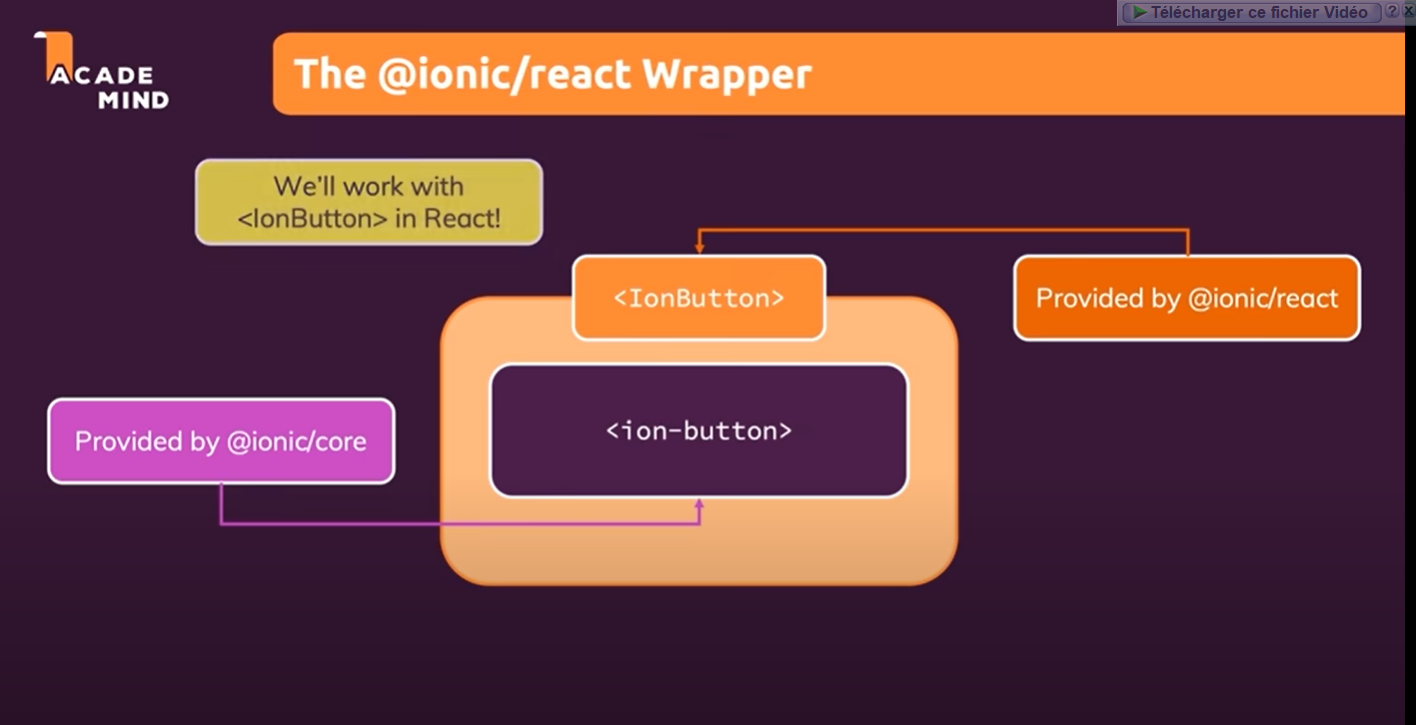 Télécharger ce fichier Vidéo ? x
ACADE
MIND
The @ionic/react Wrapper
We'll work with
<IonButton> in React!
<IonButton>
Provided by @ionic/react
<ion-button>
Provided by @ionic/core